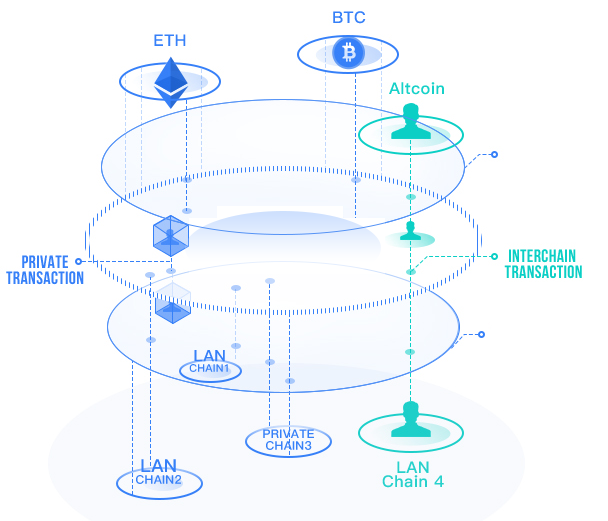 BTC
ETH
Altcoin
PRIVATE
TRANSACTION
INTERCHAIN
TRANSACTION
LAN
CHAIN1
PRIVATE
CHAIN3
LAN
CHAIN2
LAN
Chain 4